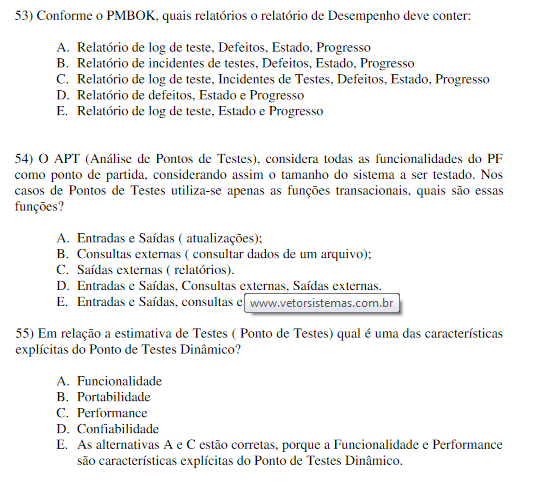 53) Conforme o PMBOK, quais relatórios o relatório de Desempenho deve conter:
A. Relatório de log de teste, Defeitos, Estado, Progresso
B. Relatório de incidentes de testes, Defeitos, Estado, Progresso
C. Relatório de log de teste, Incidentes de Testes, Defeitos, Estado, Progresso
D. Relatório de defeitos, Estado e Progresso
E. Relatório de log de teste, Estado e Progresso
54) O APT (Análise de Pontos de Testes), considera todas as funcionalidades do PF
como ponto de partida, considerando assim o tamanho do sistema a ser testado. Nos
casos de Pontos de Testes utiliza-se apenas as funções transacionais, quais são essas
funções?
A. Entradas e Saídas ( atualizações);
B. Consultas externas ( consultar dados de um arquivo);
C. Saídas externas ( relatórios).
D. Entradas e Saídas, Consultas externas, Saídas externas.
E. Entradas e Saídas, consultas e
www.vetorsistemas.com.br
55) Em relação a estimativa de Testes ( Ponto de Testes) qual é uma das características
explícitas do Ponto de Testes Dinâmico?
A. Funcionalidade
B. Portabilidade
C. Performance
D. Confiabilidade
E. As alternativas A e C estão corretas, porque a Funcionalidade e Performance
são características explícitas do Ponto de Testes Dinâmico.